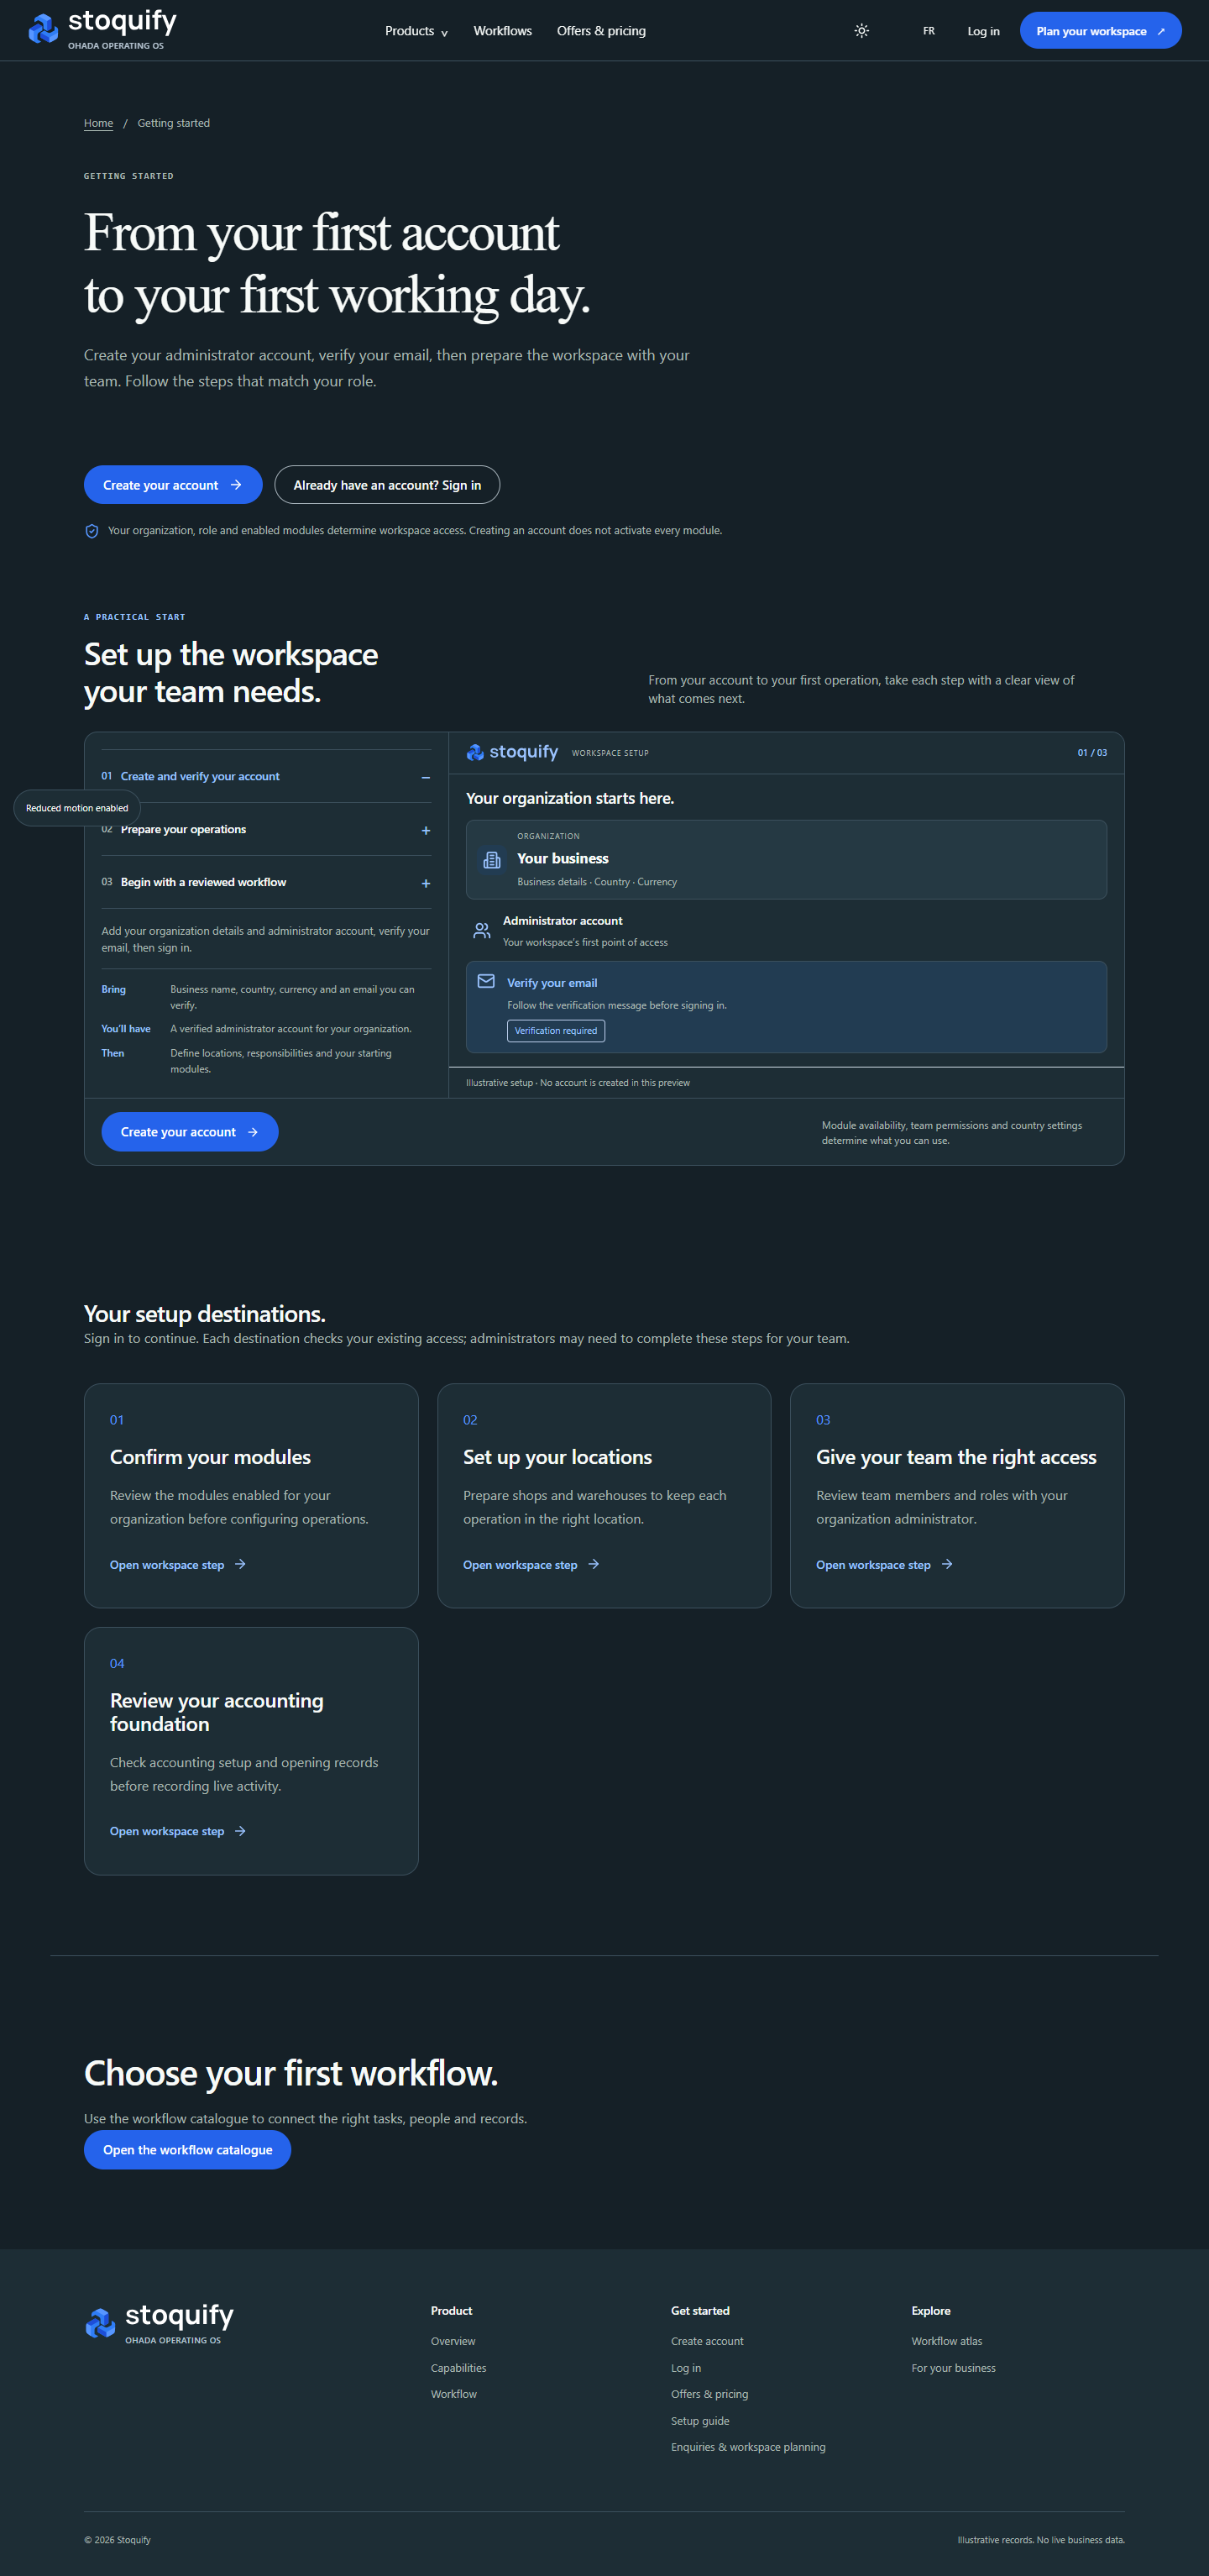 stoquify
OHADA OPERATING OS
Products
Workflows
Offers & pricing
FR
Log in
Plan your workspace ↗
Home / Getting started
GETTING STARTED
From your first account
to your first working day.
Create your administrator account, verify your email, then prepare the workspace with your
team. Follow the steps that match your role.
Create your account →
Already have an account? Sign in
Your organization, role and enabled modules determine workspace access. Creating an account does not activate every module.
A PRACTICAL START
Set up the workspace
your team needs.
From your account to your first operation, take each step with a clear view of
what comes next.
01 Create and verify your account −
Reduced motion enabled
02 Prepare your operations +
03 Begin with a reviewed workflow +
Add your organization details and administrator account, verify your
email, then sign in.
Bring Business name, country, currency and an email you can
verify.
You'll have A verified administrator account for your organization.
Then Define locations, responsibilities and your starting
modules.
stoquify WORKSPACE SETUP 01 / 03
Your organization starts here.
ORGANIZATION
Your business
Business details · Country · Currency
Administrator account
Your workspace's first point of access
Verify your email
Follow the verification message before signing in.
Verification required
Illustrative setup · No account is created in this preview
Create your account →
Module availability, team permissions and country settings
determine what you can use.
Your setup destinations.
Sign in to continue. Each destination checks your existing access; administrators may need to complete these steps for your team.
01
Confirm your modules
Review the modules enabled for your
organization before configuring operations.
Open workspace step →
02
Set up your locations
Prepare shops and warehouses to keep each
operation in the right location.
Open workspace step →
03
Give your team the right access
Review team members and roles with your
organization administrator.
Open workspace step →
04
Review your accounting
foundation
Check accounting setup and opening records
before recording live activity.
Open workspace step →
Choose your first workflow.
Use the workflow catalogue to connect the right tasks, people and records.
Open the workflow catalogue
stoquify
OHADA OPERATING OS
Product
Overview
Capabilities
Workflow
Get started
Create account
Log in
Offers & pricing
Setup guide
Enquiries & workspace planning
Explore
Workflow atlas
For your business
© 2026 Stoquify
Illustrative records. No live business data.